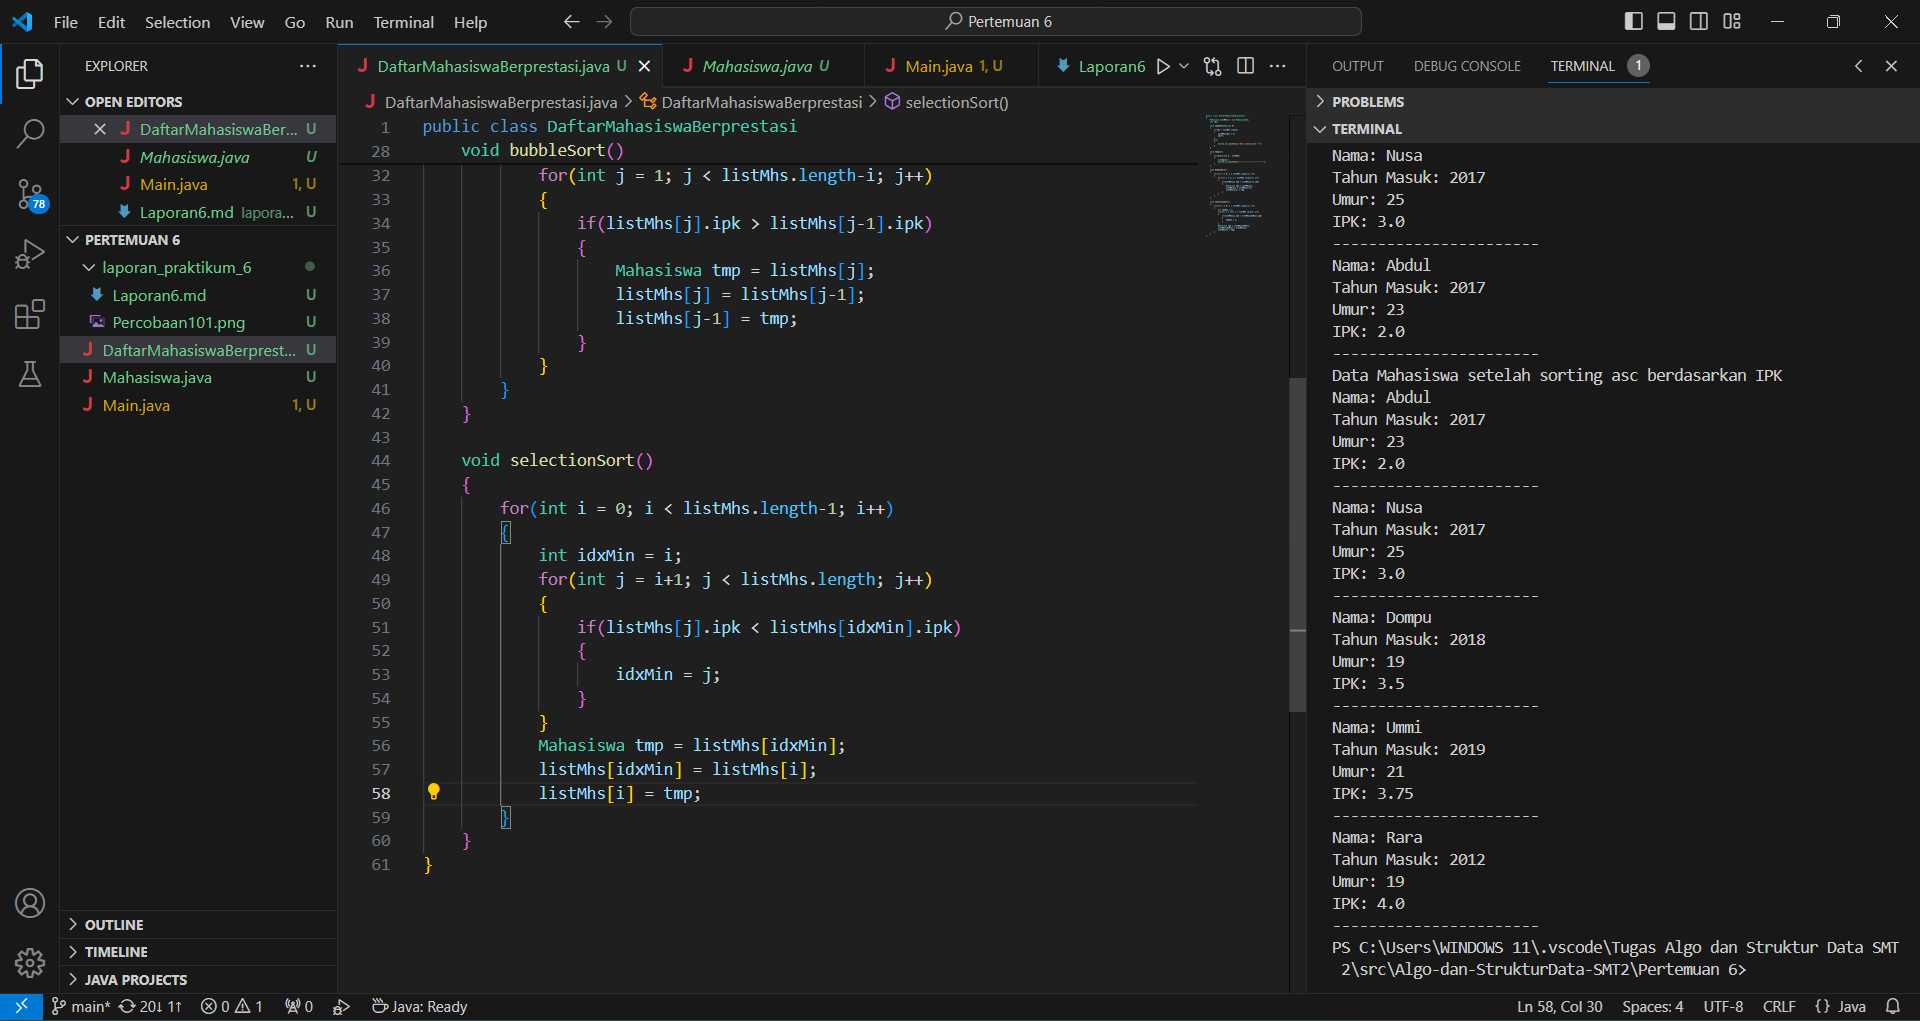 File Edit Selection View Go Run Terminal Help
Pertemuan 6
EXPLORER
OPEN EDITORS
DaftarMahasiswaBer... U
Mahasiswa.java U
Main.java 1, U
Laporan6.md lapora... U
PERTEMUAN 6
laporan_praktikum_6
Laporan6.md U
Percobaan101.png U
DaftarMahasiswaBerprest... U
Mahasiswa.java U
Main.java 1, U
OUTLINE
TIMELINE
JAVA PROJECTS
78
DaftarMahasiswaBerprestasi.java U Mahasiswa.java U Main.java 1, U Laporan6
DaftarMahasiswaBerprestasi.java > DaftarMahasiswaBerprestasi > selectionSort()
1 public class DaftarMahasiswaBerprestasi
28 void bubbleSort()
32 for(int j = 1; j < listMhs.length-i; j++)
33 {
34 if(listMhs[j].ipk > listMhs[j-1].ipk)
35 {
36 Mahasiswa tmp = listMhs[j];
37 listMhs[j] = listMhs[j-1];
38 listMhs[j-1] = tmp;
39 }
40 }
41 }
42 }
43
44 void selectionSort()
45 {
46 for(int i = 0; i < listMhs.length-1; i++)
47 {
48 int idxMin = i;
49 for(int j = i+1; j < listMhs.length; j++)
50 {
51 if(listMhs[j].ipk < listMhs[idxMin].ipk)
52 {
53 idxMin = j;
54 }
55 }
56 Mahasiswa tmp = listMhs[idxMin];
57 listMhs[idxMin] = listMhs[i];
58 listMhs[i] = tmp;
59 }
60 }
61 }
OUTPUT DEBUG CONSOLE TERMINAL 1
PROBLEMS
TERMINAL
Nama: Nusa
Tahun Masuk: 2017
Umur: 25
IPK: 3.0
-----------------------
Nama: Abdul
Tahun Masuk: 2017
Umur: 23
IPK: 2.0
-----------------------
Data Mahasiswa setelah sorting asc berdasarkan IPK
Nama: Abdul
Tahun Masuk: 2017
Umur: 23
IPK: 2.0
-----------------------
Nama: Nusa
Tahun Masuk: 2017
Umur: 25
IPK: 3.0
-----------------------
Nama: Dompu
Tahun Masuk: 2018
Umur: 19
IPK: 3.5
-----------------------
Nama: Ummi
Tahun Masuk: 2019
Umur: 21
IPK: 3.75
-----------------------
Nama: Rara
Tahun Masuk: 2012
Umur: 19
IPK: 4.0
-----------------------
PS C:\Users\WINDOWS 11\.vscode\Tugas Algo dan Struktur Data SMT
2\src\Algo-dan-StrukturData-SMT2\Pertemuan 6>
main* 20↓ 1↑ 0 1 0 Java: Ready Ln 58, Col 30 Spaces: 4 UTF-8 CRLF {} Java